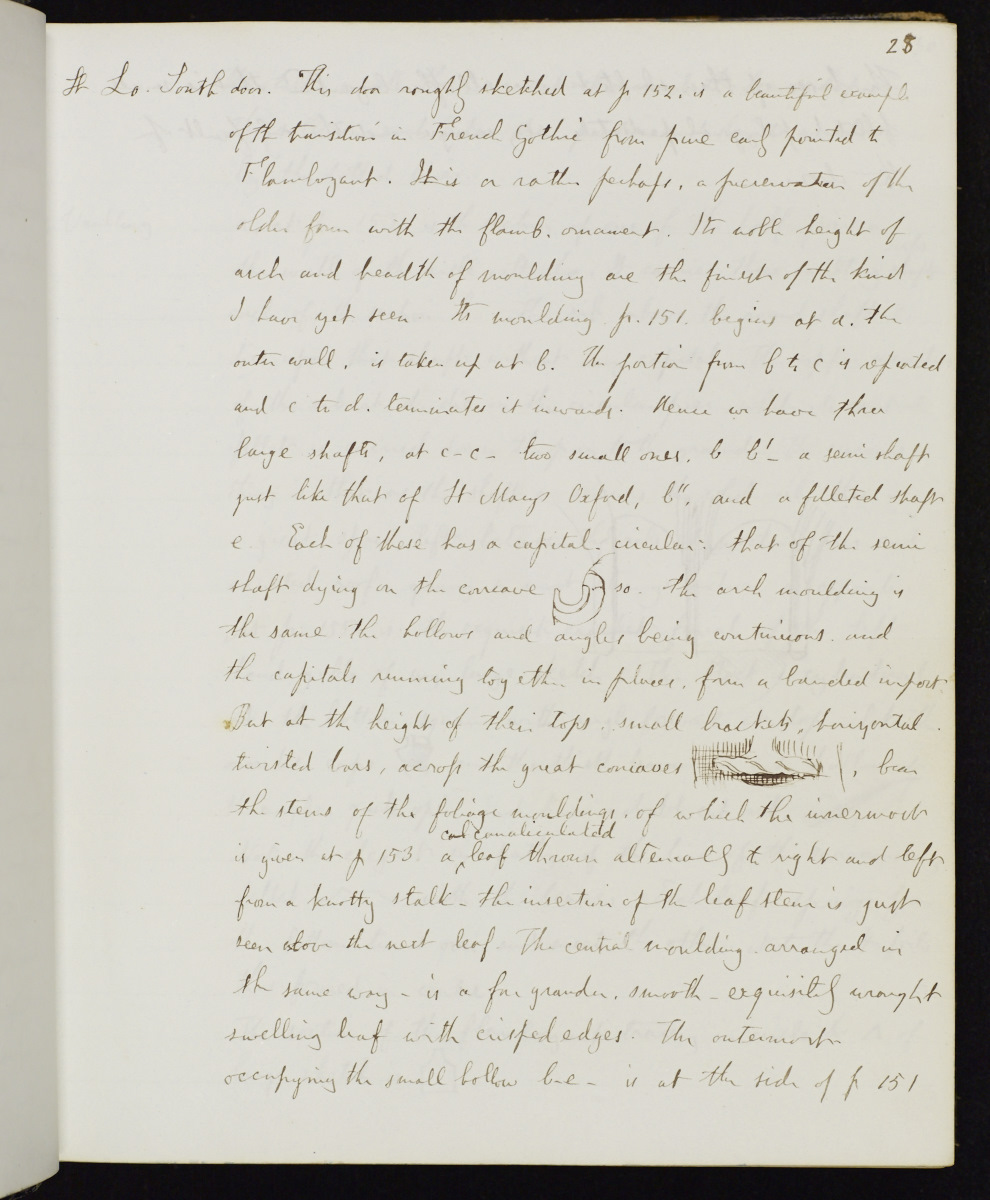 28
St Lo. South door. This door roughly sketched at p 152. is a beautiful example
of the transition in French Gothic from pure early pointed to
Flamboyant. It is or rather perhaps, a preservation of the
older form with the flamb. ornament. Its noble height of
arch and breadth of moulding are the finest of the kind
I have yet seen. Its moulding p. 151. begins at a. the
outer wall, is taken up at b. the portion from b to c is repeated
and c to d. terminates it inwards. Hence we have three
large shafts, at c-c- two small ones. b b'- a semi shaft
just like that of St Marys Oxford, b", and a filleted shaft
e. Each of these has a capital. circular: that of the semi
shaft dying on the concave so. the arch moulding is
the same. the hollows and angles being continuous. and
the capitals running together in places, form a banded impost.
But at the height of their tops. small brackets, horizontal
twisted bars, across the great concaves , bear
the stems of the foliage mouldings. of which the innermost
canaliculated
is given at p 153. a leaf thrown alternately to right and left
from a knotty stalk - the insertion of the leaf stem is just
seen above the next leaf. The central moulding. arranged in
the same way - is a far grander. smooth - exquisitely wrought
swelling leaf with crisped edges. The outermost
occupying the small hollow b-e - is at the side of p 151